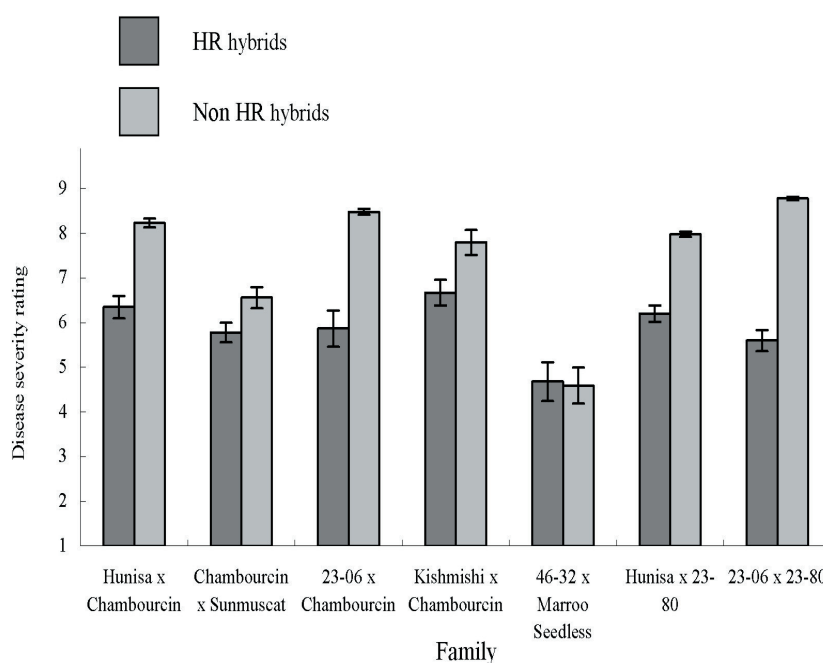 HR hybrids
Non HR hybrids
9
8
7
6
5
4
3
2
1
Disease severity rating
Hunisa x
Chambourcin
Chambourcin
x Sunmuscat
23-06 x
Chambourcin
Kishmishi x
Chambourcin
46-32 x
Marroo
Seedless
Hunisa x 23-
80
23-06 x 23-80
Family